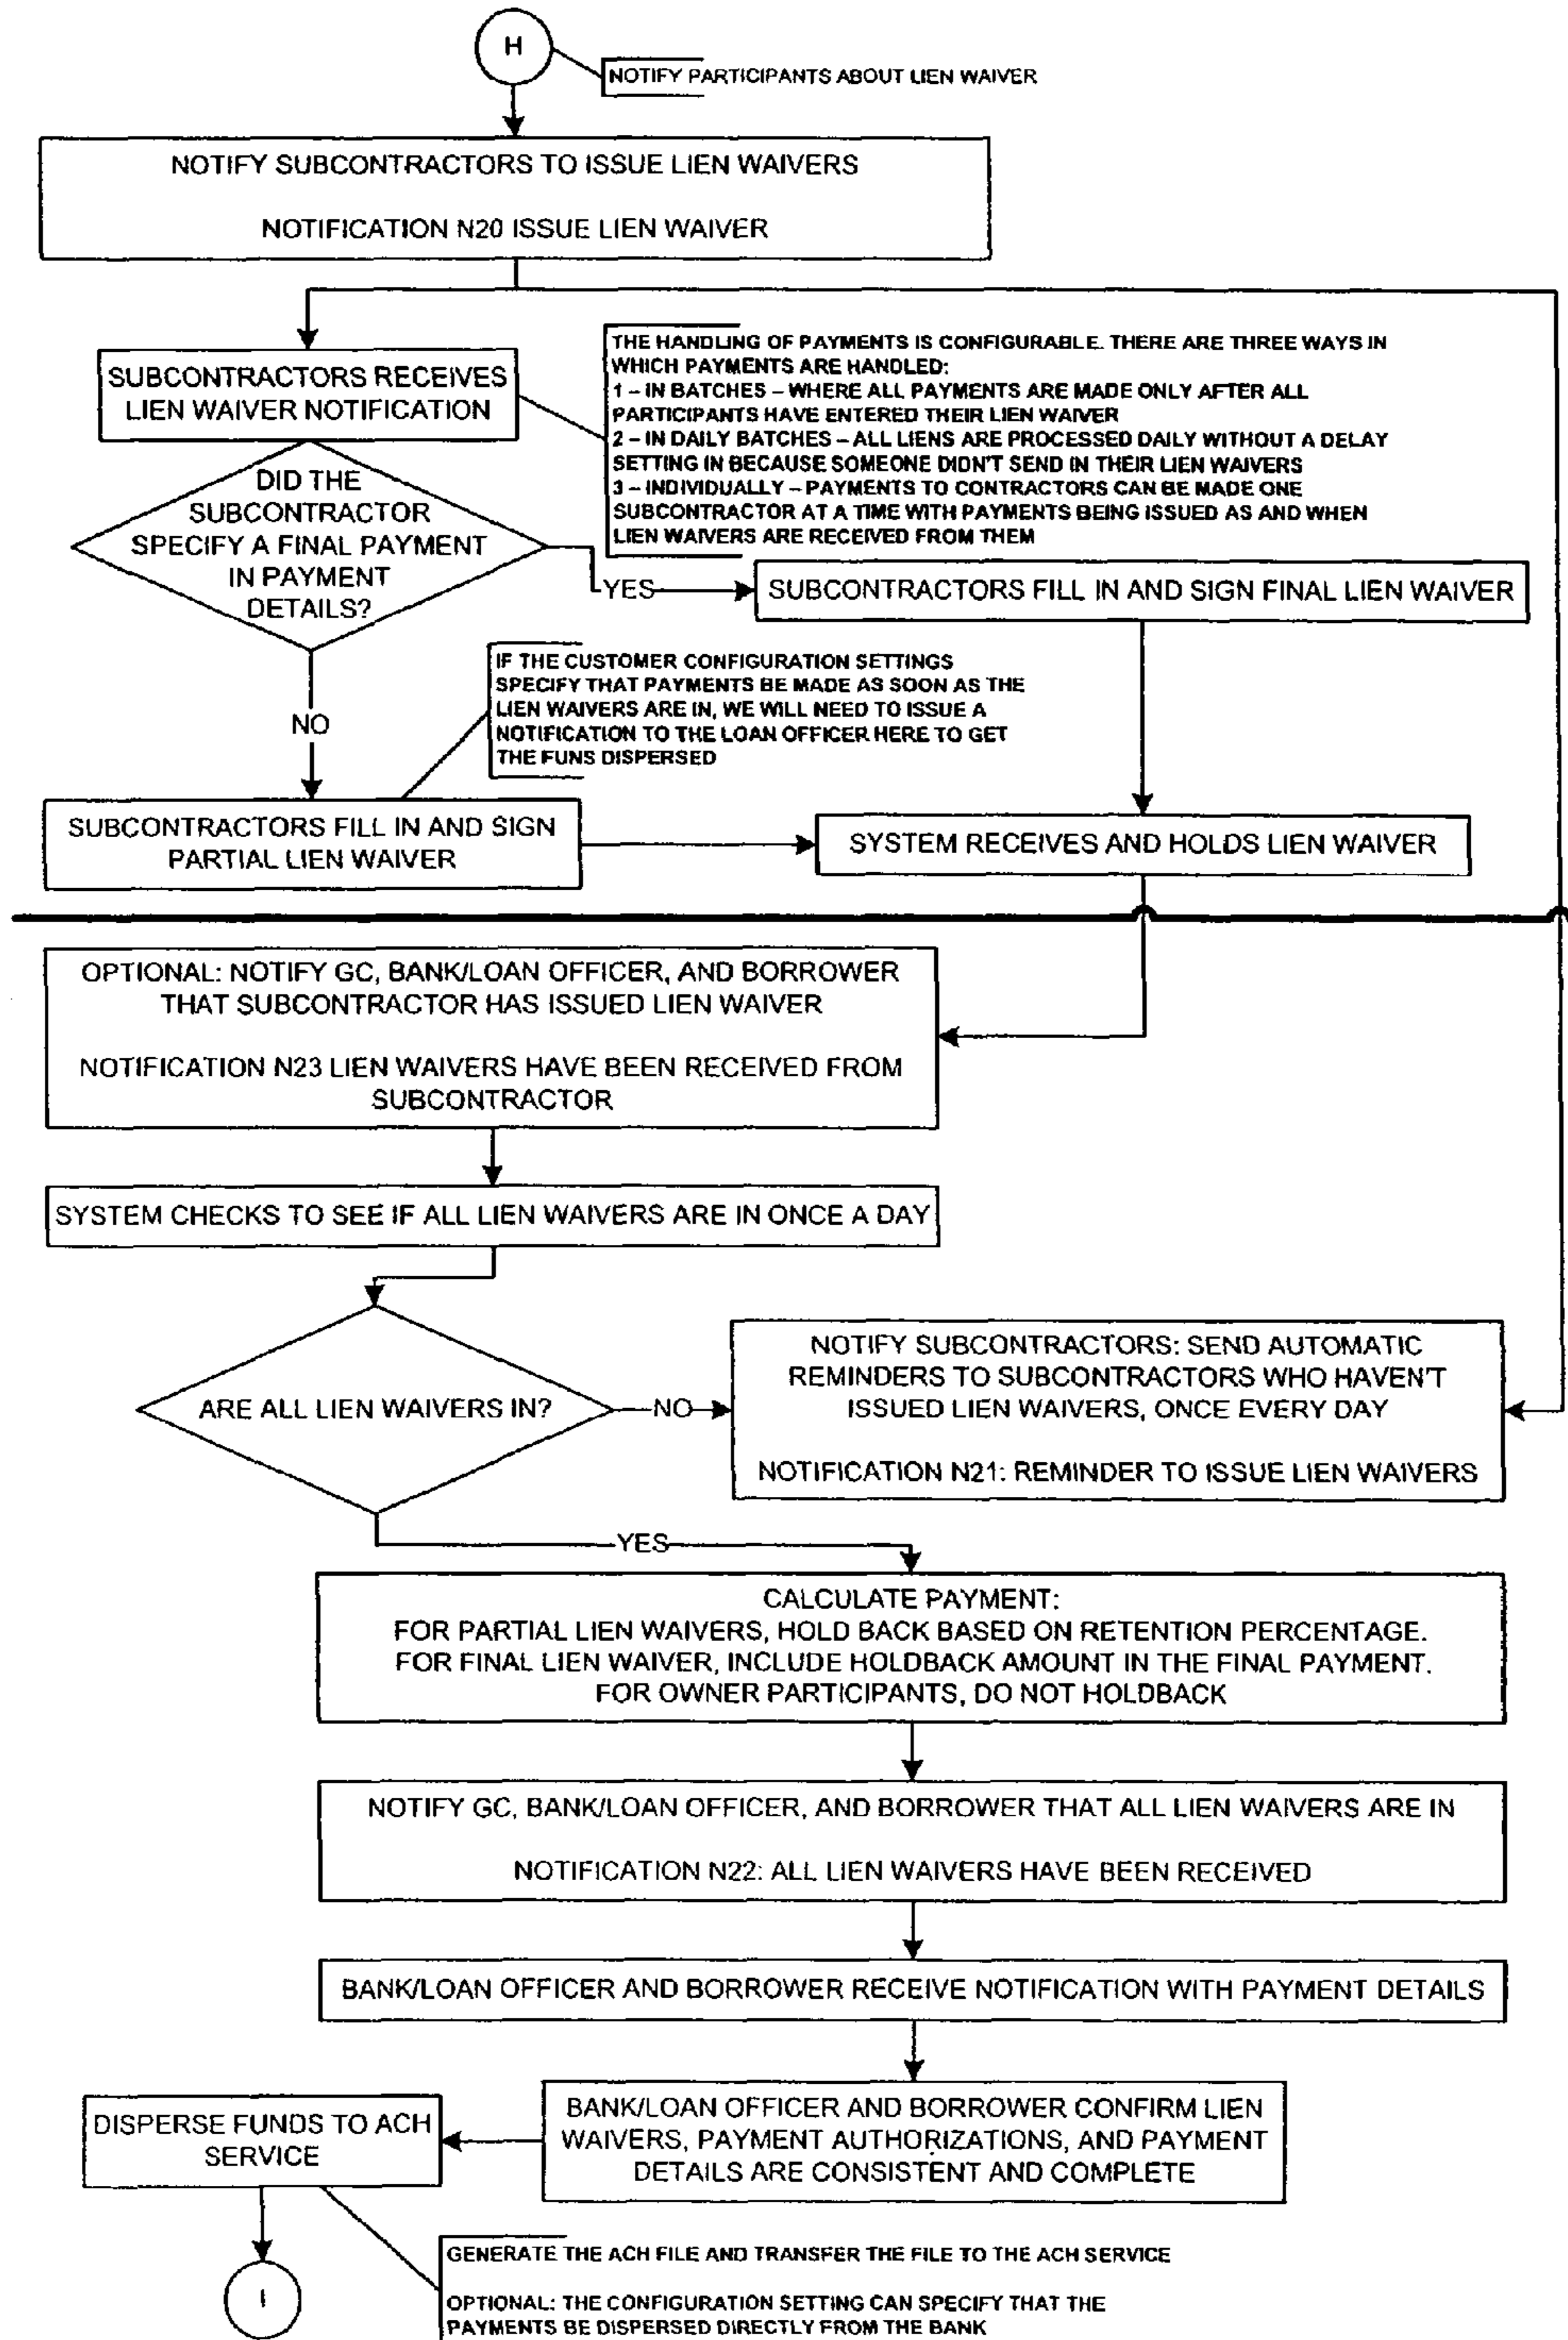 H
NOTIFY PARTICIPANTS ABOUT LIEN WAIVER
NOTIFY SUBCONTRACTORS TO ISSUE LIEN WAIVERS
NOTIFICATION N20 ISSUE LIEN WAIVER
SUBCONTRACTORS RECEIVES
LIEN WAIVER NOTIFICATION
THE HANDLING OF PAYMENTS IS CONFIGURABLE. THERE ARE THREE WAYS IN
WHICH PAYMENTS ARE HANDLED:
1 – IN BATCHES – WHERE ALL PAYMENTS ARE MADE ONLY AFTER ALL
PARTICIPANTS HAVE ENTERED THEIR LIEN WAIVER
2 – IN DAILY BATCHES – ALL LIENS ARE PROCESSED DAILY WITHOUT A DELAY
SETTING IN BECAUSE SOMEONE DIDN'T SEND IN THEIR LIEN WAIVERS
3 – INDIVIDUALLY – PAYMENTS TO CONTRACTORS CAN BE MADE ONE
SUBCONTRACTOR AT A TIME WITH PAYMENTS BEING ISSUED AS AND WHEN
LIEN WAIVERS ARE RECEIVED FROM THEM
DID THE
SUBCONTRACTOR
SPECIFY A FINAL PAYMENT
IN PAYMENT
DETAILS?
YES
SUBCONTRACTORS FILL IN AND SIGN FINAL LIEN WAIVER
NO
IF THE CUSTOMER CONFIGURATION SETTINGS
SPECIFY THAT PAYMENTS BE MADE AS SOON AS THE
LIEN WAIVERS ARE IN, WE WILL NEED TO ISSUE A
NOTIFICATION TO THE LOAN OFFICER HERE TO GET
THE FUNS DISPERSED
SUBCONTRACTORS FILL IN AND SIGN
PARTIAL LIEN WAIVER
SYSTEM RECEIVES AND HOLDS LIEN WAIVER
OPTIONAL: NOTIFY GC, BANK/LOAN OFFICER, AND BORROWER
THAT SUBCONTRACTOR HAS ISSUED LIEN WAIVER
NOTIFICATION N23 LIEN WAIVERS HAVE BEEN RECEIVED FROM
SUBCONTRACTOR
SYSTEM CHECKS TO SEE IF ALL LIEN WAIVERS ARE IN ONCE A DAY
ARE ALL LIEN WAIVERS IN?
NO
NOTIFY SUBCONTRACTORS: SEND AUTOMATIC
REMINDERS TO SUBCONTRACTORS WHO HAVEN'T
ISSUED LIEN WAIVERS, ONCE EVERY DAY
NOTIFICATION N21: REMINDER TO ISSUE LIEN WAIVERS
YES
CALCULATE PAYMENT:
FOR PARTIAL LIEN WAIVERS, HOLD BACK BASED ON RETENTION PERCENTAGE.
FOR FINAL LIEN WAIVER, INCLUDE HOLDBACK AMOUNT IN THE FINAL PAYMENT.
FOR OWNER PARTICIPANTS, DO NOT HOLDBACK
NOTIFY GC, BANK/LOAN OFFICER, AND BORROWER THAT ALL LIEN WAIVERS ARE IN
NOTIFICATION N22: ALL LIEN WAIVERS HAVE BEEN RECEIVED
BANK/LOAN OFFICER AND BORROWER RECEIVE NOTIFICATION WITH PAYMENT DETAILS
BANK/LOAN OFFICER AND BORROWER CONFIRM LIEN
WAIVERS, PAYMENT AUTHORIZATIONS, AND PAYMENT
DETAILS ARE CONSISTENT AND COMPLETE
DISPERSE FUNDS TO ACH
SERVICE
I
GENERATE THE ACH FILE AND TRANSFER THE FILE TO THE ACH SERVICE
OPTIONAL: THE CONFIGURATION SETTING CAN SPECIFY THAT THE
PAYMENTS BE DISPERSED DIRECTLY FROM THE BANK